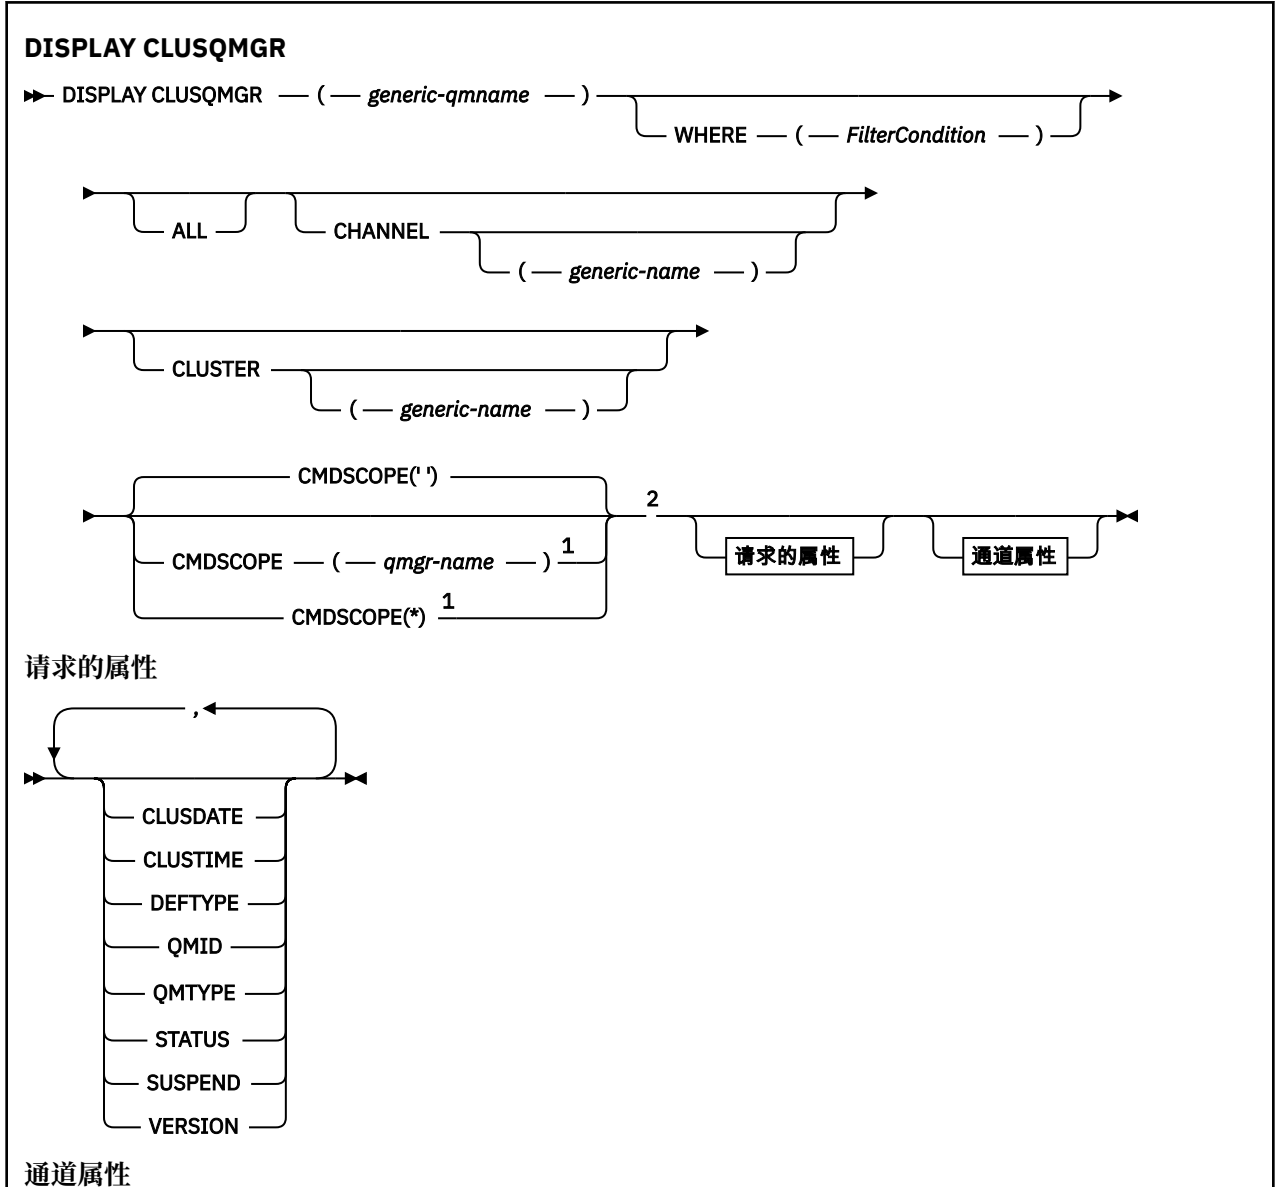 DISPLAY CLUSQMGR
DISPLAY CLUSQMGR ( generic-qmname )
WHERE ( FilterCondition )
ALL CHANNEL
( generic-name )
CLUSTER
( generic-name )
CMDSCOPE(' ')
2
CMDSCOPE ( qmgr-name ) 1
请求的属性 通道属性
CMDSCOPE(*) 1
请求的属性
,
CLUSDATE
CLUSTIME
DEFTYPE
QMID
QMTYPE
STATUS
SUSPEND
VERSION
通道属性